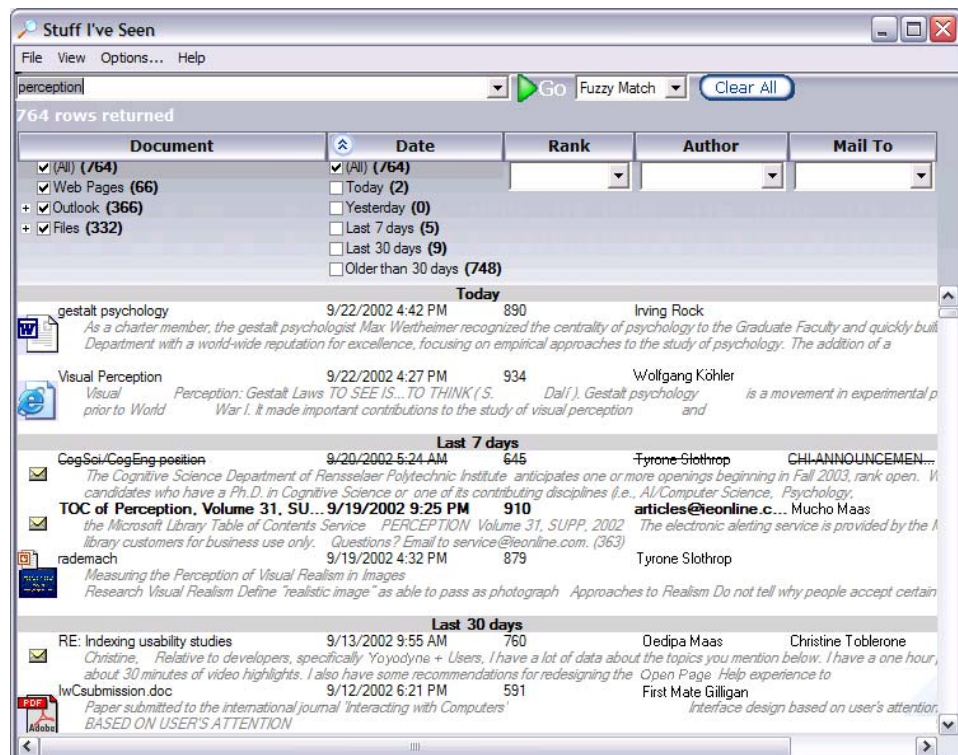 Stuff I've Seen
File View Options... Help
perception Go Fuzzy Match Clear All
764 rows returned
Document Date Rank Author Mail To
(All) (764) (All) (764)
Web Pages (66) Today (2)
Outlook (366) Yesterday (0)
Files (332) Last 7 days (5)
Last 30 days (9)
Older than 30 days (748)
Today
gestalt psychology 9/22/2002 4:42 PM 890 Irving Rock
As a charter member, the gestalt psychologist Max Wertheimer recognized the centrality of psychology to the Graduate Faculty and quickly buil
Department with a world-wide reputation for excellence, focusing on empirical approaches to the study of psychology. The addition of a
Visual Perception 9/22/2002 4:27 PM 934 Wolfgang Köhler
Visual Perception: Gestalt Laws TO SEE IS...TO THINK ( S. Dalí ). Gestalt psychology is a movement in experimental p
prior to World War I. It made important contributions to the study of visual perception and
Last 7 days
CogSci/CogEng position 9/20/2002 5:24 AM 645 Tyrone Slothrop CHI-ANNOUNCEMEN...
The Cognitive Science Department of Rensselaer Polytechnic Institute anticipates one or more openings beginning in Fall 2003, rank open. W
candidates who have a Ph.D. in Cognitive Science or one of its contributing disciplines (i.e., AI/Computer Science, Psychology,
TOC of Perception, Volume 31, SU... 9/19/2002 9:25 PM 910 articles@ieonline.c... Mucho Maas
the Microsoft Library Table of Contents Service PERCEPTION Volume 31, SUPP, 2002 The electronic alerting service is provided by the M
library customers for business use only. Questions? Email to service@ieonline.com. (363)
rademach 9/19/2002 4:32 PM 879 Tyrone Slothrop
Measuring the Perception of Visual Realism in Images
Research Visual Realism Define "realistic image" as able to pass as photograph Approaches to Realism Do not tell why people accept certain
Last 30 days
RE: Indexing usability studies 9/13/2002 9:55 AM 760 Oedipa Maas Christine Toblerone
Christine, Relative to developers, specifically Yoyodyne + Users, I have a lot of data about the topics you mention below. I have a one hour
about 30 minutes of video highlights. I also have some recommendations for redesigning the Open Page Help experience to
IwCsubmission.doc 9/12/2002 6:21 PM 591 First Mate Gilligan
PDF
Adobe
Paper submitted to the international journal 'Interacting with Computers' Interface design based on user's attention
BASED ON USER'S ATTENTION